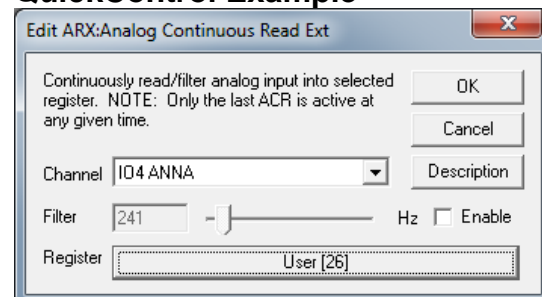 QuickControl Example
Edit ARX:Analog Continuous Read Ext
Continuously read/filter analog input into selected
register. NOTE: Only the last ACR is active at
any given time.
OK
Cancel
Channel IO4 ANNA
Description
Filter 241 Hz Enable
Register User [26]